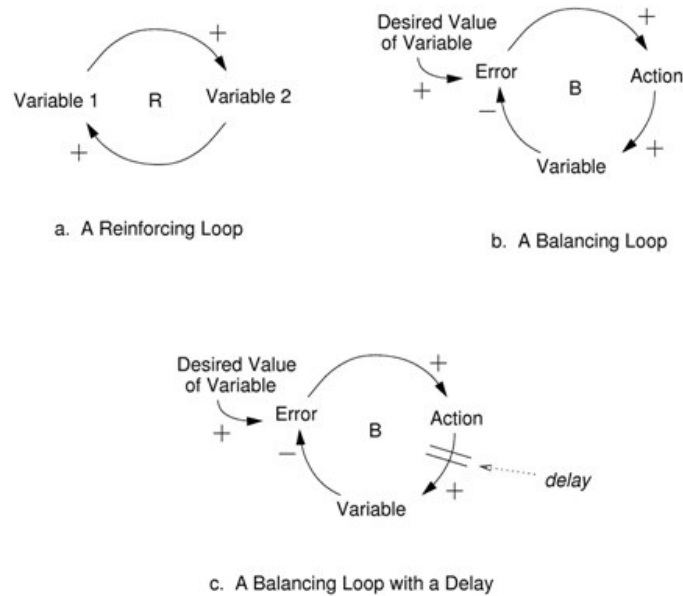 +
Variable 1
R
Variable 2
+
a. A Reinforcing Loop
Desired Value
of Variable
+
Error
+
Action
B
−
+
Variable
b. A Balancing Loop
Desired Value
of Variable
+
Error
+
Action
B
−
delay
+
Variable
c. A Balancing Loop with a Delay